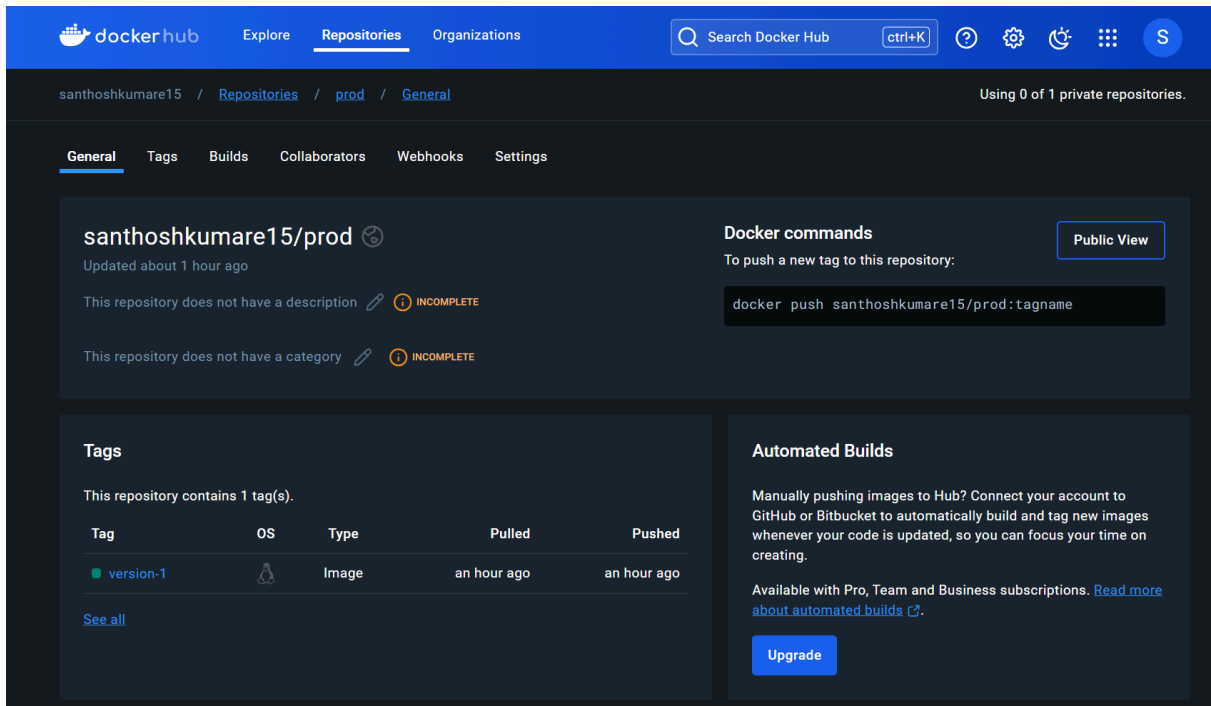 dockerhub Explore Repositories Organizations Search Docker Hub ctrl+K S
santhoshkumare15 / Repositories / prod / General Using 0 of 1 private repositories.
General Tags Builds Collaborators Webhooks Settings
santhoshkumare15/prod
Updated about 1 hour ago
This repository does not have a description INCOMPLETE
This repository does not have a category INCOMPLETE
Docker commands
Public View
To push a new tag to this repository:
docker push santhoshkumare15/prod:tagname
Tags
This repository contains 1 tag(s).
Tag OS Type Pulled Pushed
version-1 Image an hour ago an hour ago
See all
Automated Builds
Manually pushing images to Hub? Connect your account to
GitHub or Bitbucket to automatically build and tag new images
whenever your code is updated, so you can focus your time on
creating.
Available with Pro, Team and Business subscriptions. Read more
about automated builds .
Upgrade